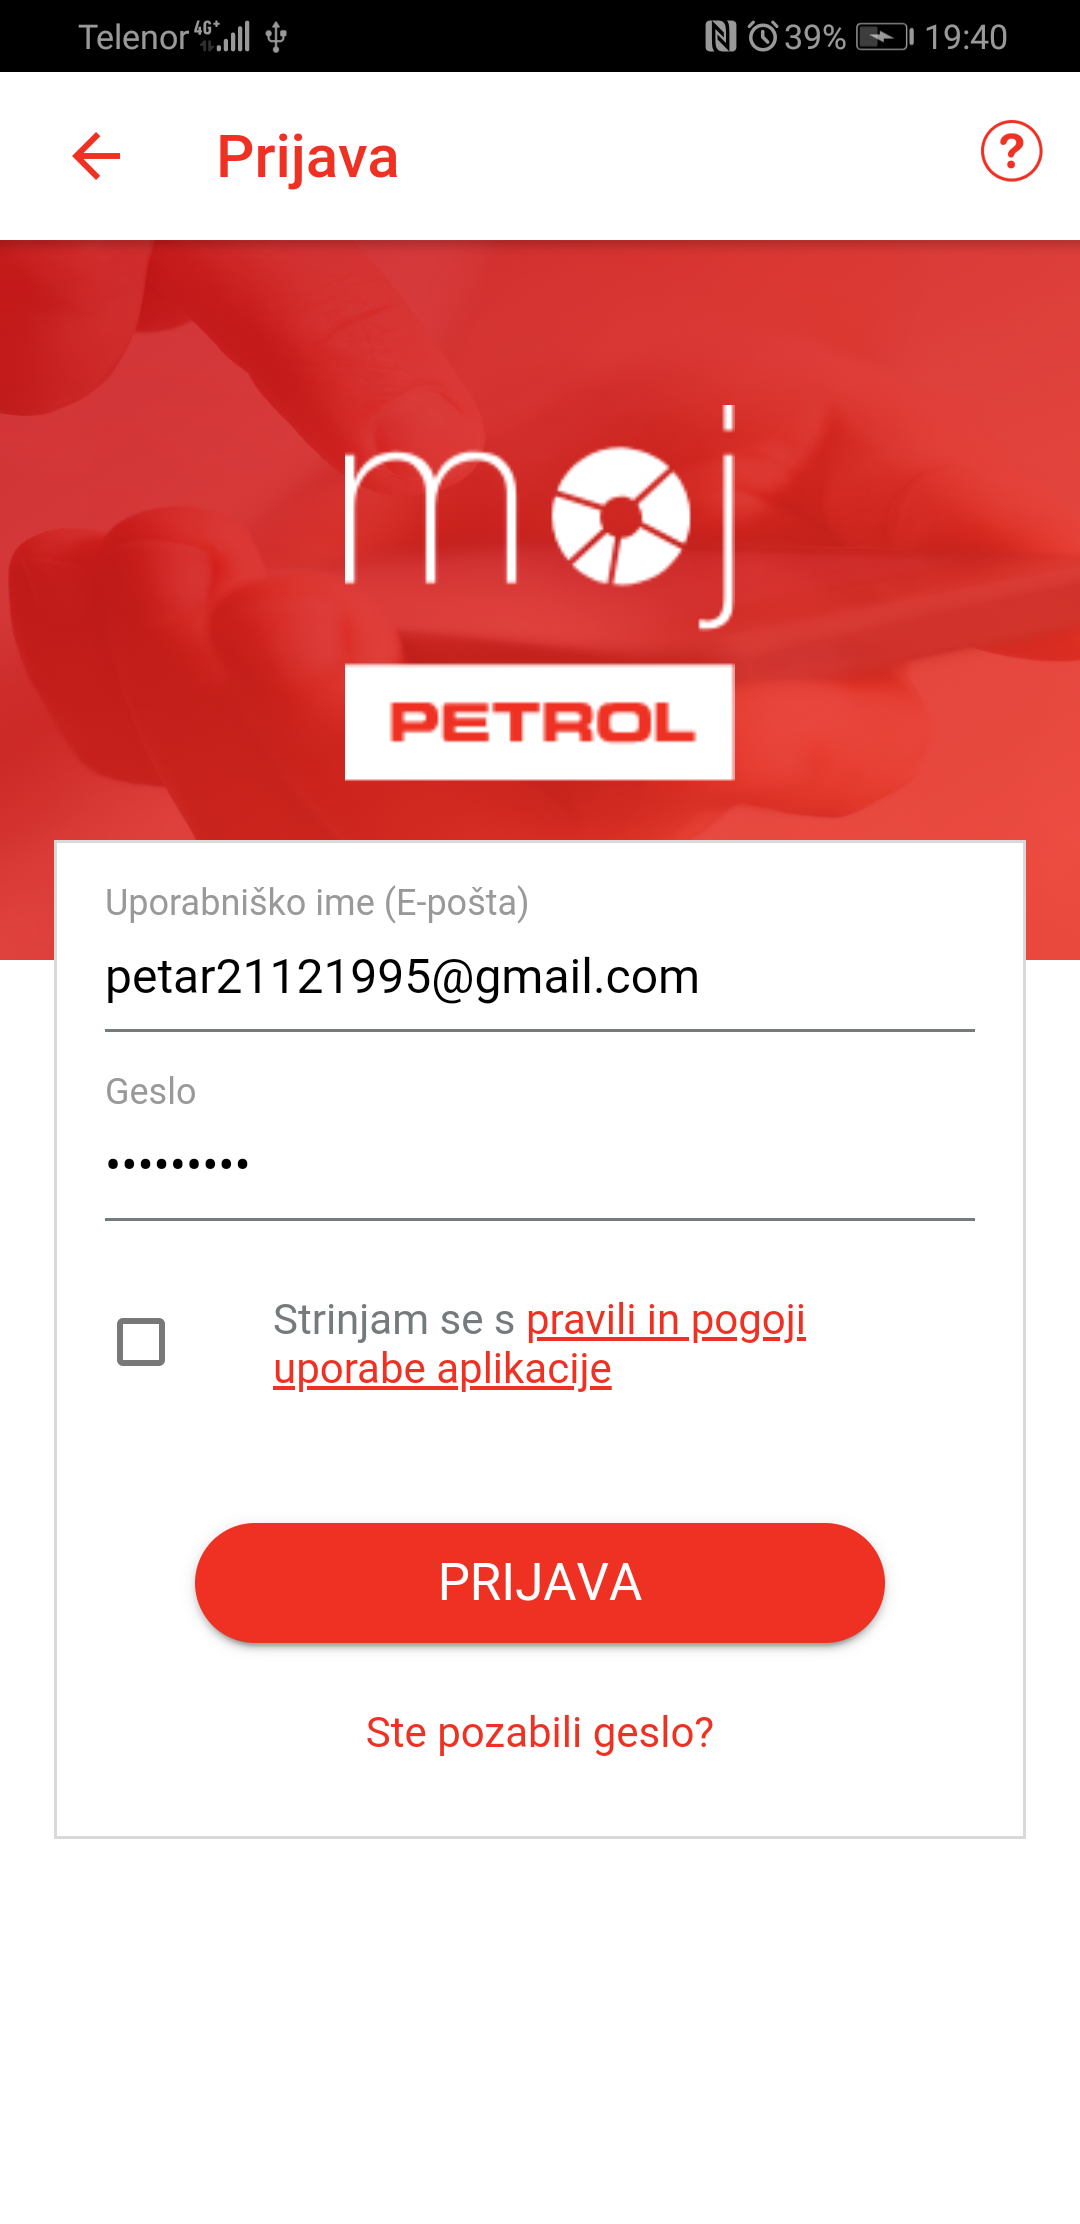 Telenor 4G+ 39% 19:40
Prijava ?
moj
PETROL
Uporabniško ime (E-pošta)
petar21121995@gmail.com
Geslo
•••••••••
Strinjam se s pravili in pogoji
uporabe aplikacije
PRIJAVA
Ste pozabili geslo?